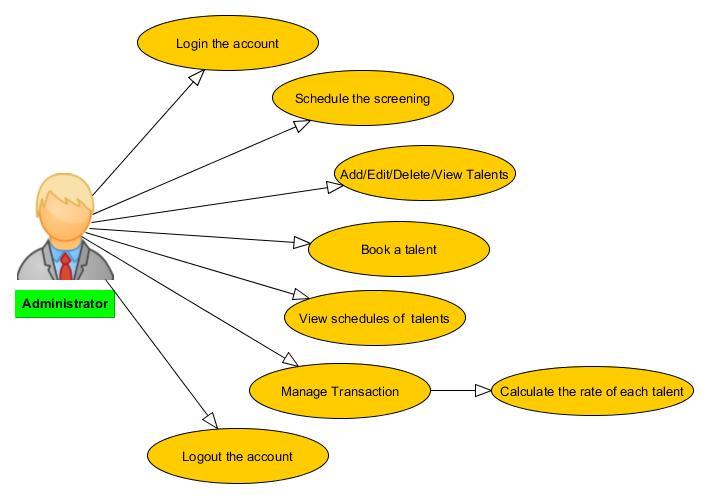 Login the account
Schedule the screening
Add/Edit/Delete/View Talents
Book a talent
Administrator
View schedules of talents
Manage Transaction
Calculate the rate of each talent
Logout the account